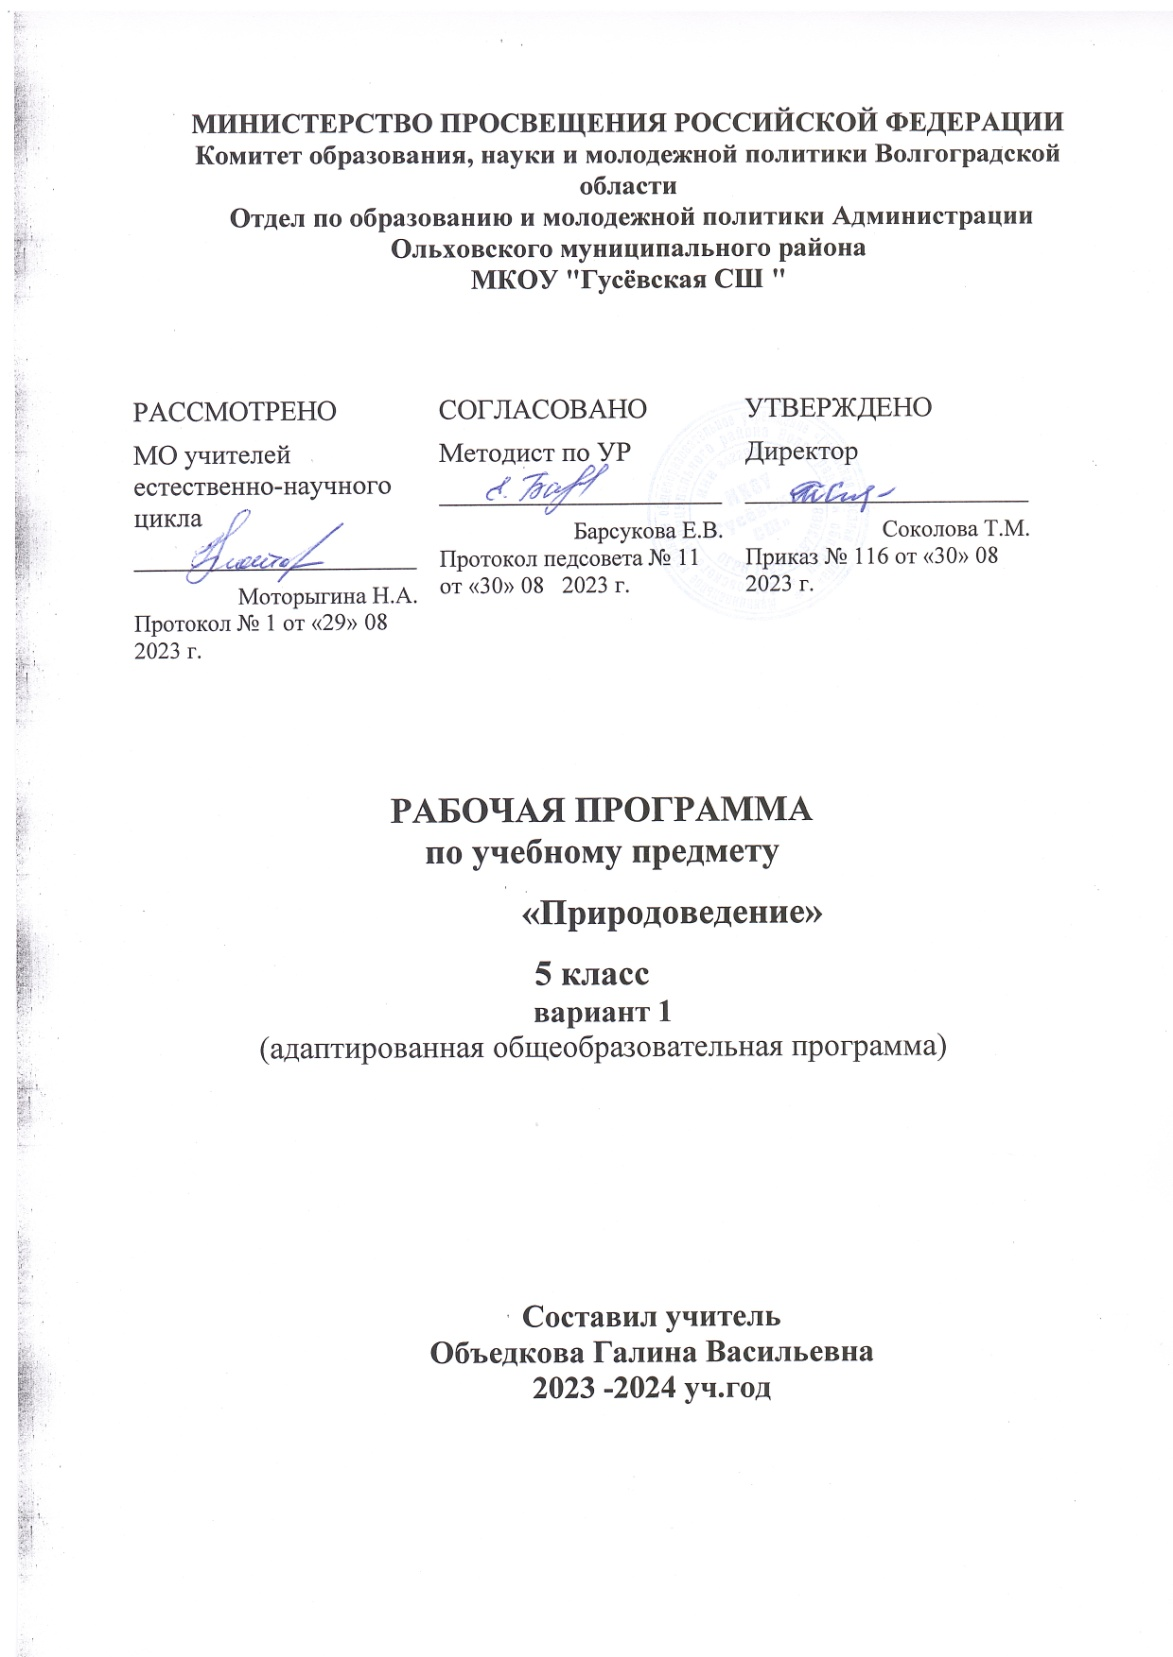 МИНИСТЕРСТВО ПРОСВЕЩЕНИЯ РОССИЙСКОЙ ФЕДЕРАЦИИ
Комитет образования, науки и молодежной политики Волгоградской
области
Отдел по образованию и молодежной политики Администрации
Ольховского муниципального района
МКОУ "Гусёвская СШ "
РАССМОТРЕНО
МО учителей
естественно-научного
цикла
Моторыгина Н.А.
Протокол № 1 от «29» 08
2023 г.
СОГЛАСОВАНО
Методист по УР
Барсукова Е.В.
Протокол педсовета № 11
от «30» 08 2023 г.
УТВЕРЖДЕНО
Директор
Соколова Т.М.
Приказ № 116 от «30» 08
2023 г.
РАБОЧАЯ ПРОГРАММА
по учебному предмету
«Природоведение»
5 класс
вариант 1
(адаптированная общеобразовательная программа)
Составил учитель
Объедкова Галина Васильевна
2023 -2024 уч.год